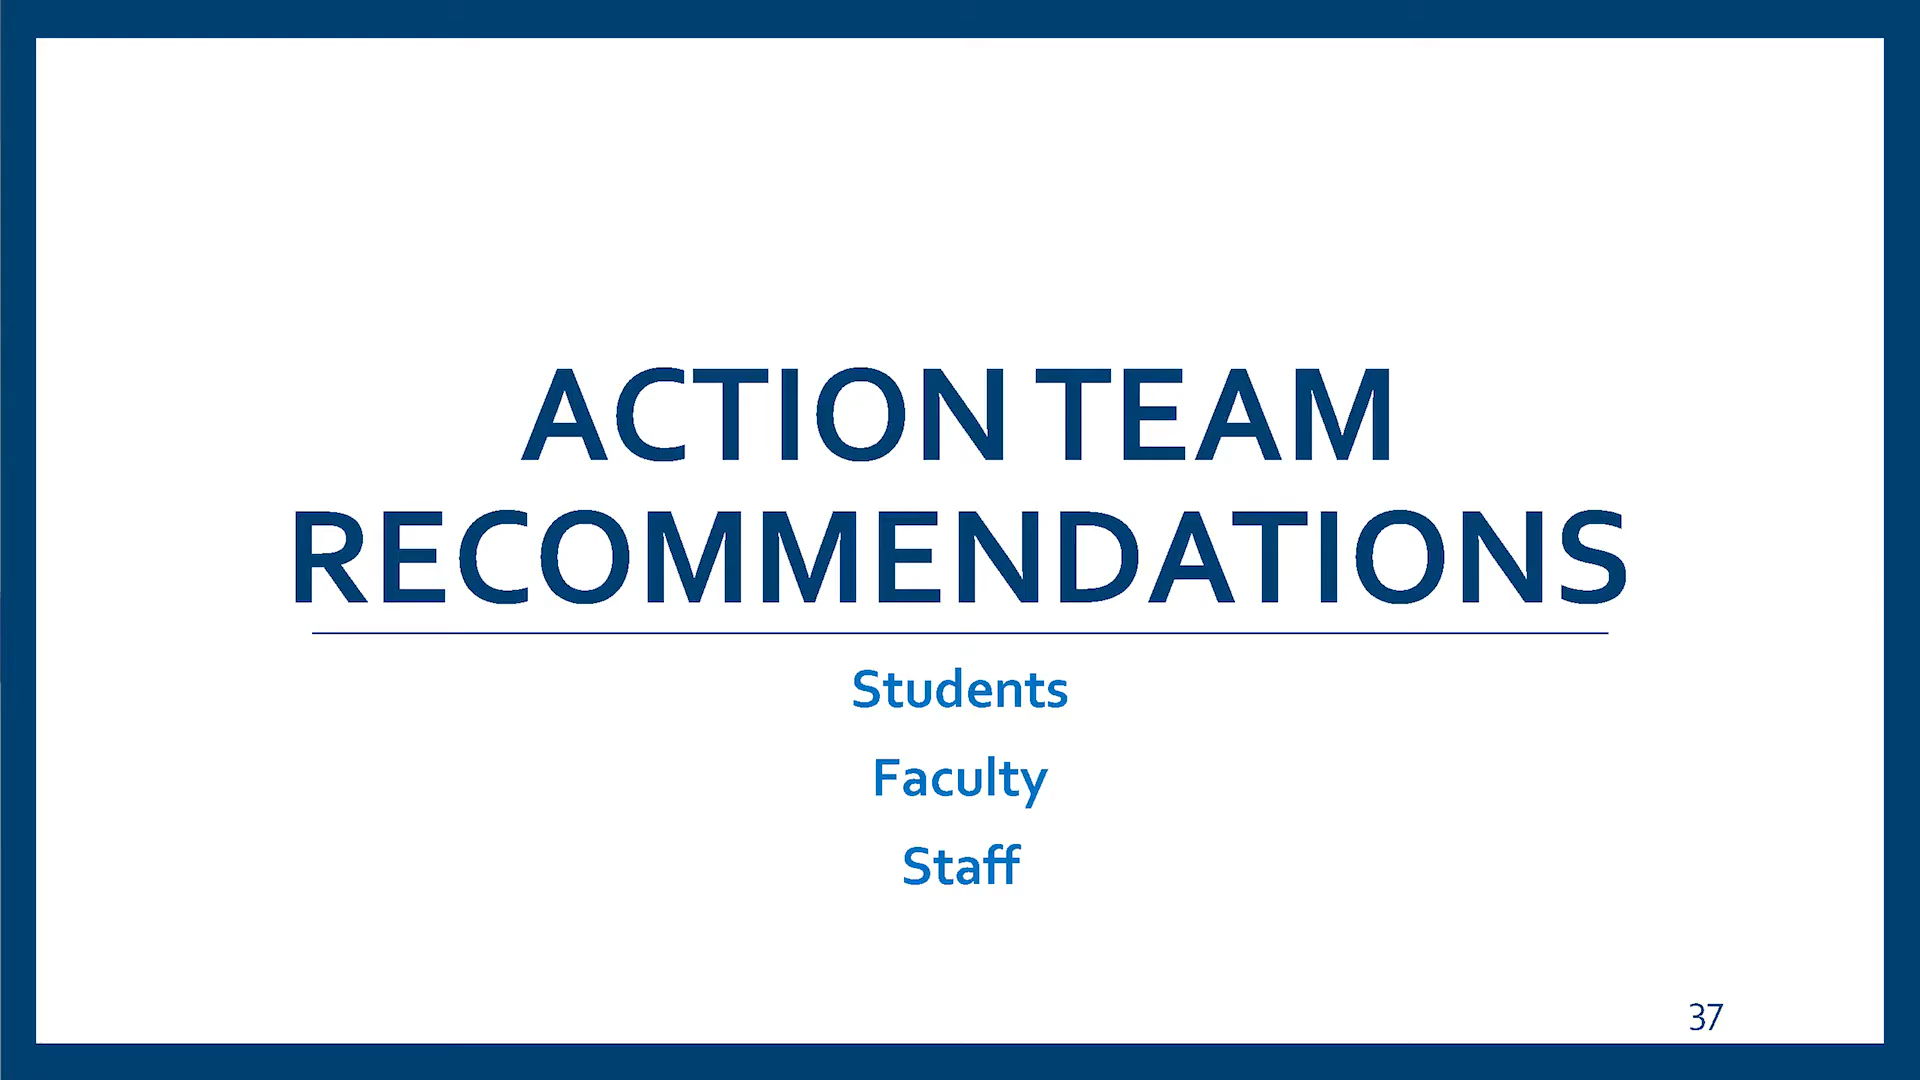 ACTION TEAM
RECOMMENDATIONS
Students
Faculty
Staff
37